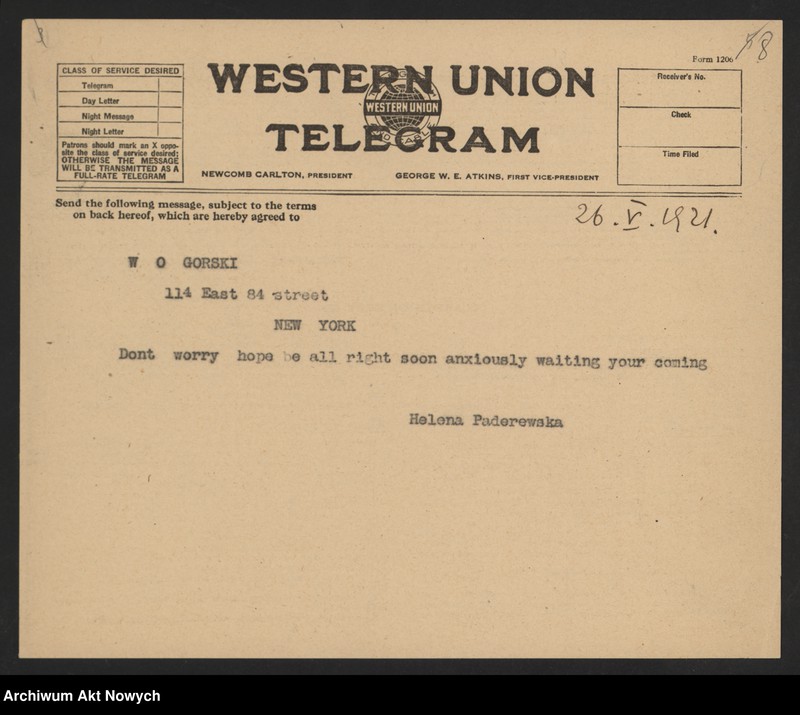 Form 1206
8
CLASS OF SERVICE DESIRED
Telegram
Day Letter
Night Message
Night Letter
Patrons should mark an X oppo-
site the class of service desired;
OTHERWISE THE MESSAGE
WILL BE TRANSMITTED AS A
FULL-RATE TELEGRAM
WESTERN UNION
WESTERN UNION
TELEGRAM
NEWCOMB CARLTON, PRESIDENT
GEORGE W. E. ATKINS, FIRST VICE-PRESIDENT
Receiver's No.
Check
Time Filed
Send the following message, subject to the terms
on back hereof, which are hereby agreed to
26.V.1921.
W O GORSKI
114 East 84 street
NEW YORK
Dont worry hope be all right soon anxiously waiting your coming
Helena Paderewska
Archiwum Akt Nowych